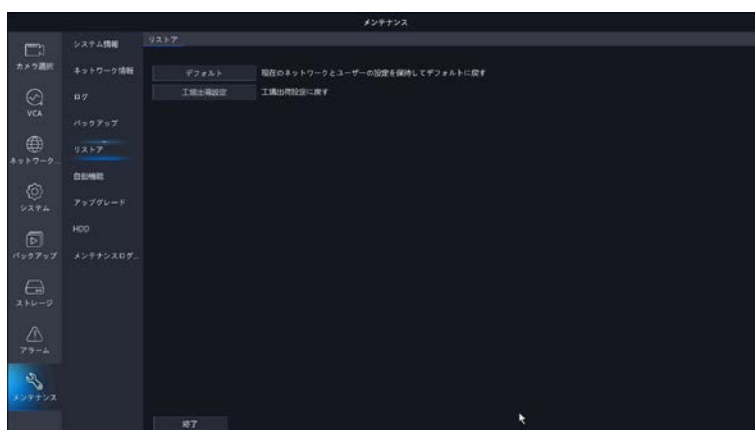 メンテナンス
カメラ選択
VCA
ネットワーク...
システム
バックアップ
ストレージ
アラーム
メンテナンス
システム情報
ネットワーク情報
ログ
バックアップ
リストア
自動機能
アップグレード
HDD
メンテナンスログ...
リストア
デフォルト 現在のネットワークとユーザーの設定を保持してデフォルトに戻す
工場出荷設定 工場出荷設定に戻す
終了